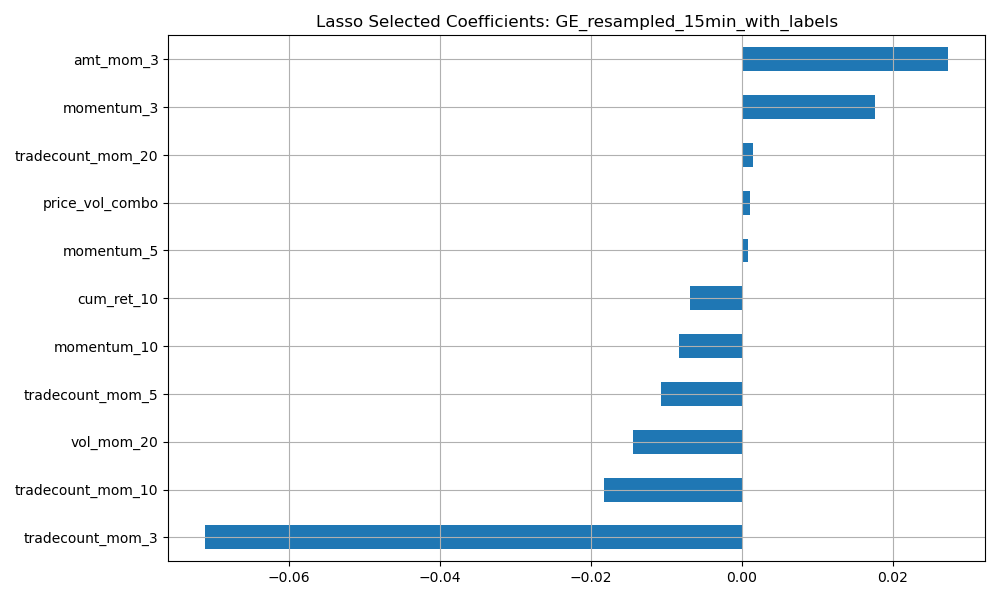 Lasso Selected Coefficients: GE_resampled_15min_with_labels
amt_mom_3
momentum_3
tradecount_mom_20
price_vol_combo
momentum_5
cum_ret_10
momentum_10
tradecount_mom_5
vol_mom_20
tradecount_mom_10
tradecount_mom_3
−0.06 −0.04 −0.02 0.00 0.02